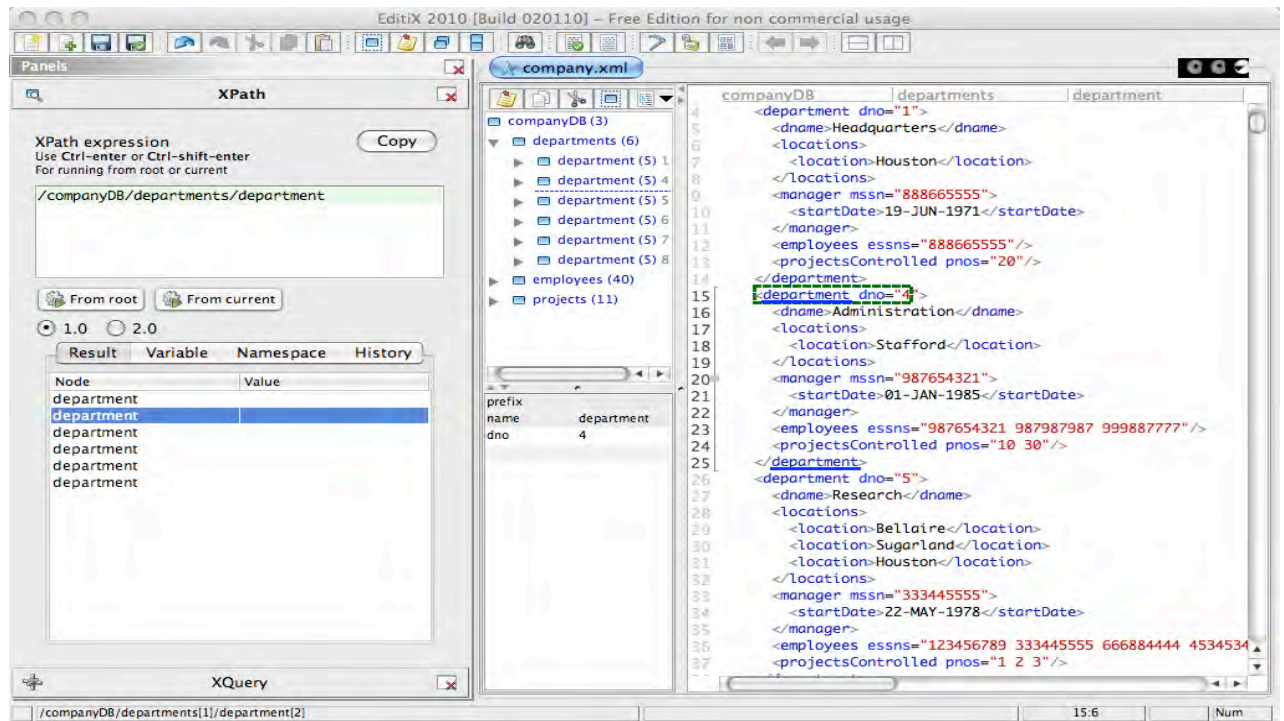 EditiX 2010 [Build 020110] – Free Edition for non commercial usage
Panels
XPath
XPath expression
Copy
Use Ctrl-enter or Ctrl-shift-enter
For running from root or current
/companyDB/departments/department
From root From current
1.0 2.0
Result Variable Namespace History
Node Value
department
department
department
department
department
department
XQuery
company.xml
companyDB (3)
departments (6)
department (5) 1
department (5) 4
department (5) 5
department (5) 6
department (5) 7
department (5) 8
employees (40)
projects (11)
prefix
name department
dno 4
companyDB departments department
4 <department dno="1">
5 <dname>Headquarters</dname>
6 <locations>
7 <location>Houston</location>
8 </locations>
9 <manager mssn="888665555">
10 <startDate>19-JUN-1971</startDate>
11 </manager>
12 <employees essns="888665555"/>
13 <projectsControlled pnos="20"/>
14 </department>
15 <department dno="4">
16 <dname>Administration</dname>
17 <locations>
18 <location>Stafford</location>
19 </locations>
20 <manager mssn="987654321">
21 <startDate>01-JAN-1985</startDate>
22 </manager>
23 <employees essns="987654321 987987987 999887777"/>
24 <projectsControlled pnos="10 30"/>
25 </department>
26 <department dno="5">
27 <dname>Research</dname>
28 <locations>
29 <location>Bellaire</location>
30 <location>Sugarland</location>
31 <location>Houston</location>
32 </locations>
33 <manager mssn="333445555">
34 <startDate>22-MAY-1978</startDate>
35 </manager>
36 <employees essns="123456789 333445555 666884444 4534534
37 <projectsControlled pnos="1 2 3"/>
/companyDB/departments[1]/department[2] 15:6 Num